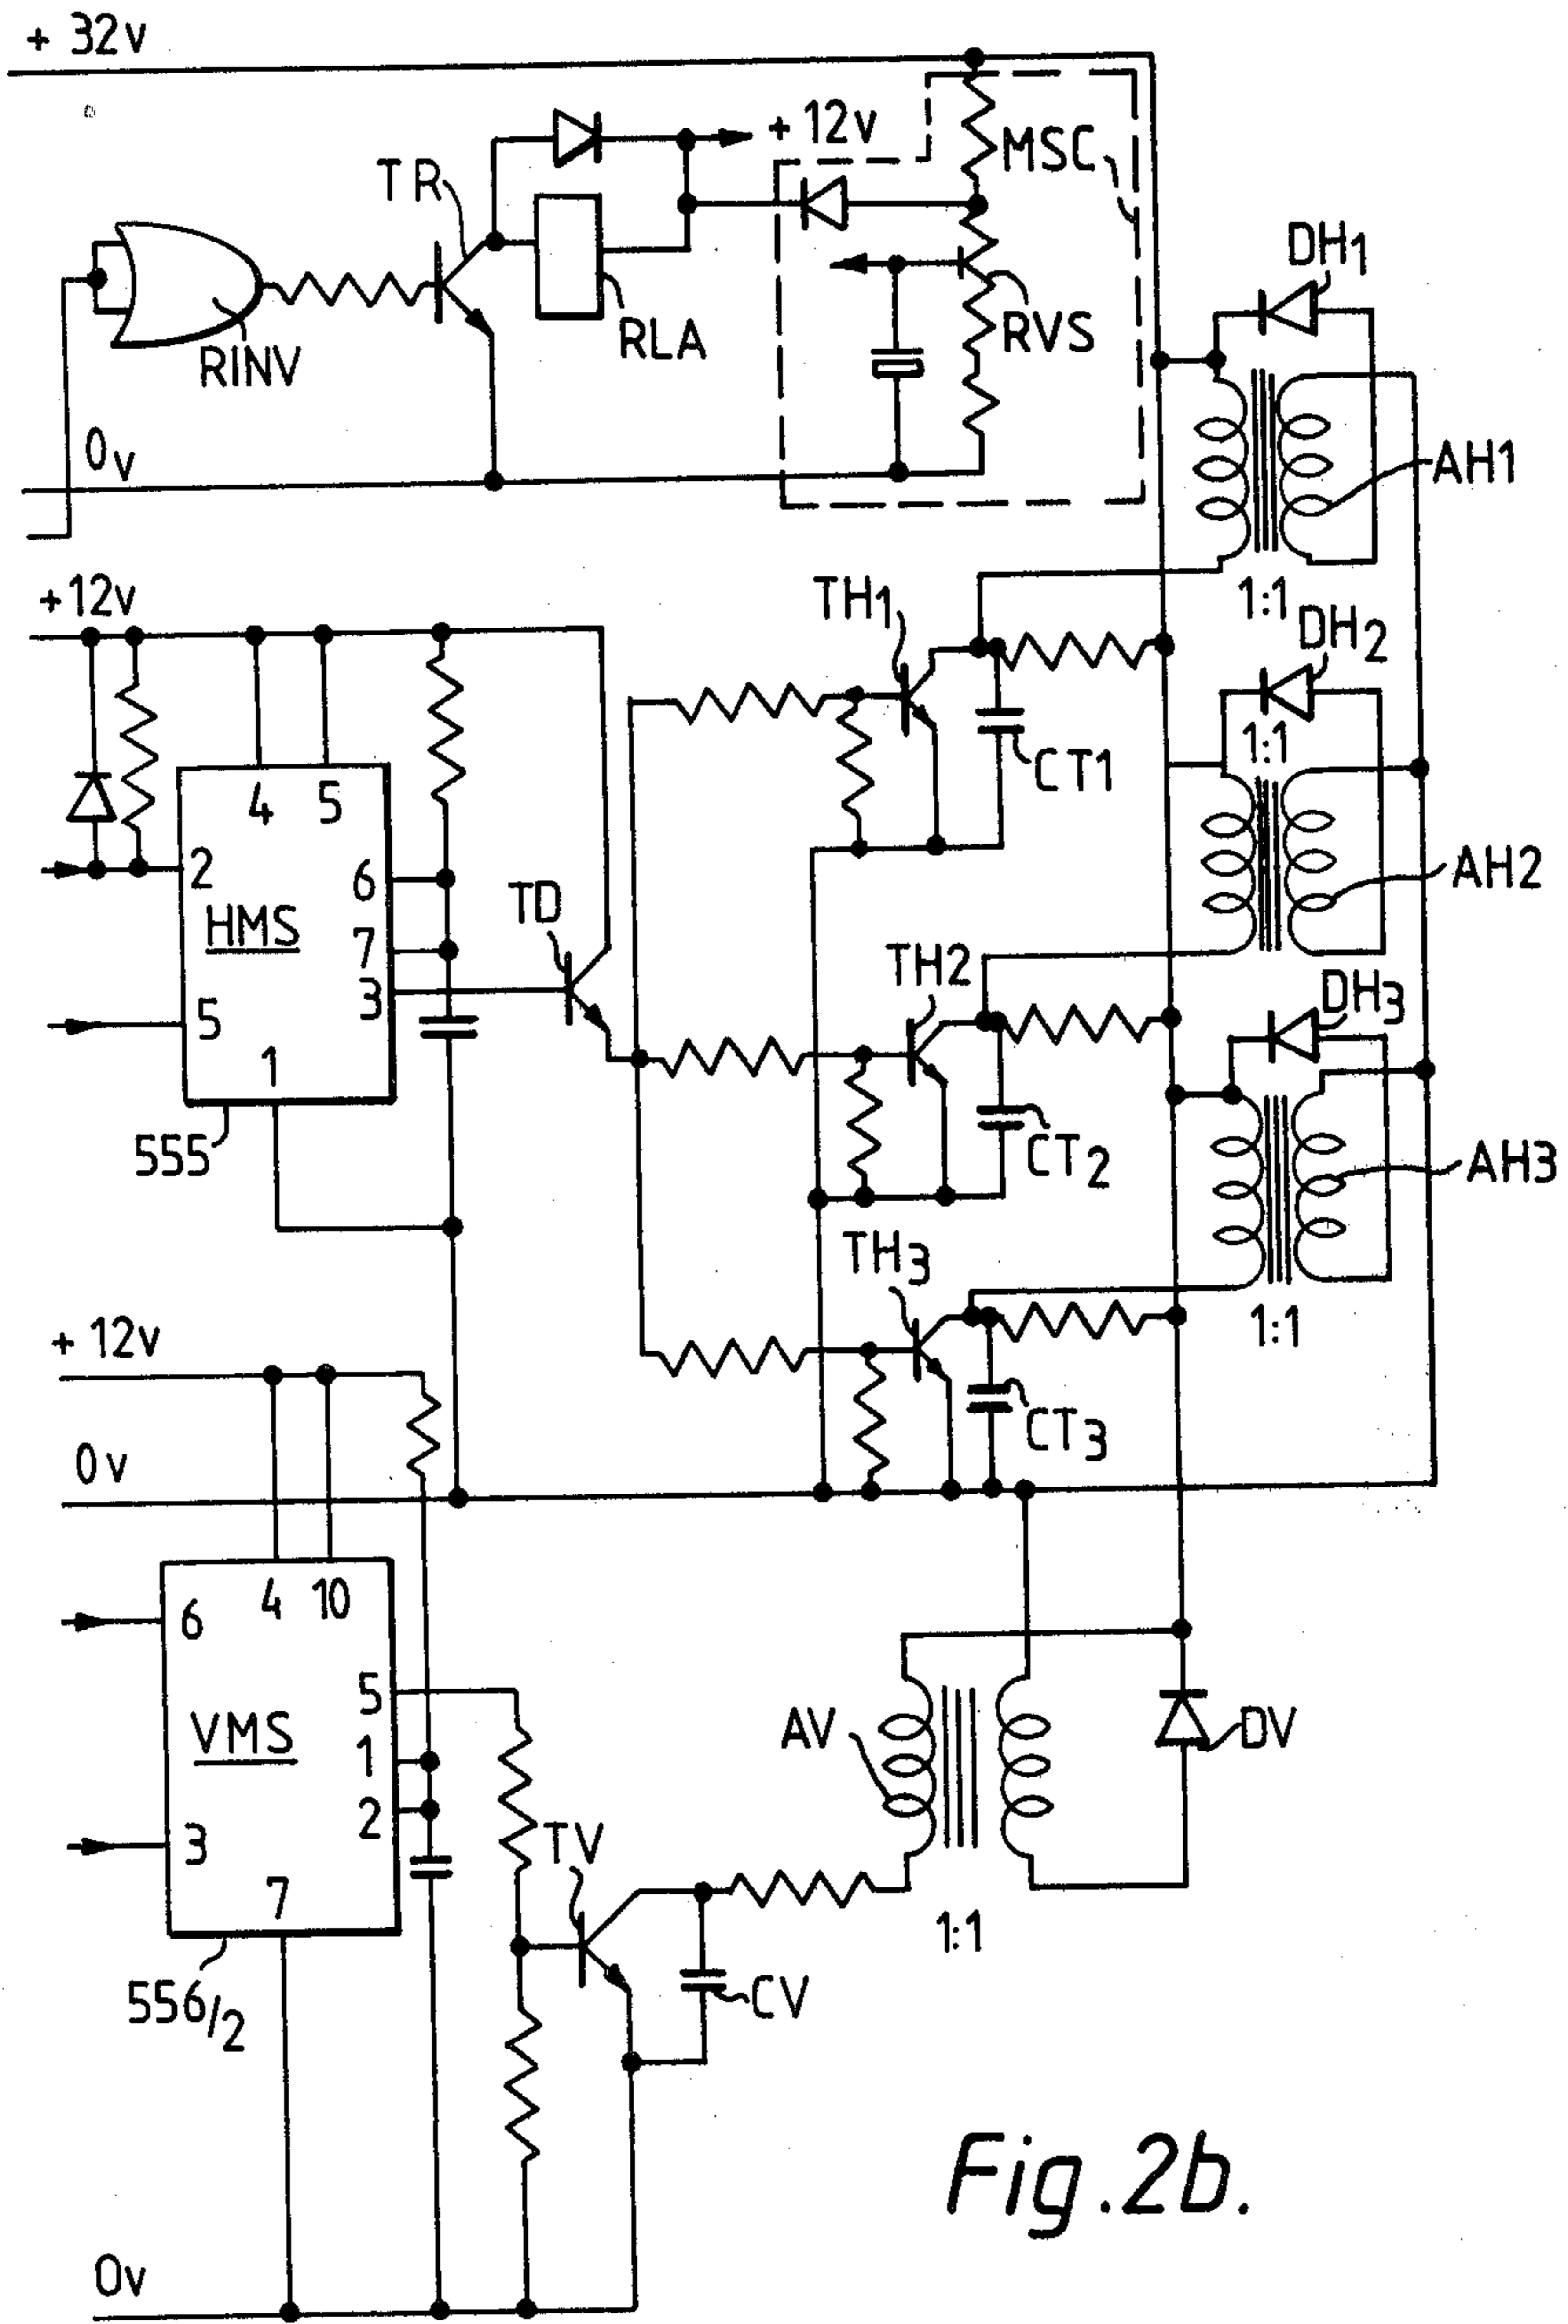 + 32v
+ 12v
MSC
TR
DH1
RLA
RVS
RINV
0v
AH1
+12v
TH1
1:1
DH2
1:1
4 5
CT1
2
6
HMS
TD
AH2
7
TH2
3
DH3
5
1
555
CT2
AH3
TH3
1:1
+ 12v
CT3
0v
4 10
6
5
AV
DV
VMS
1
2
3
TV
7
1:1
556/2
CV
Fig. 2b.
0v